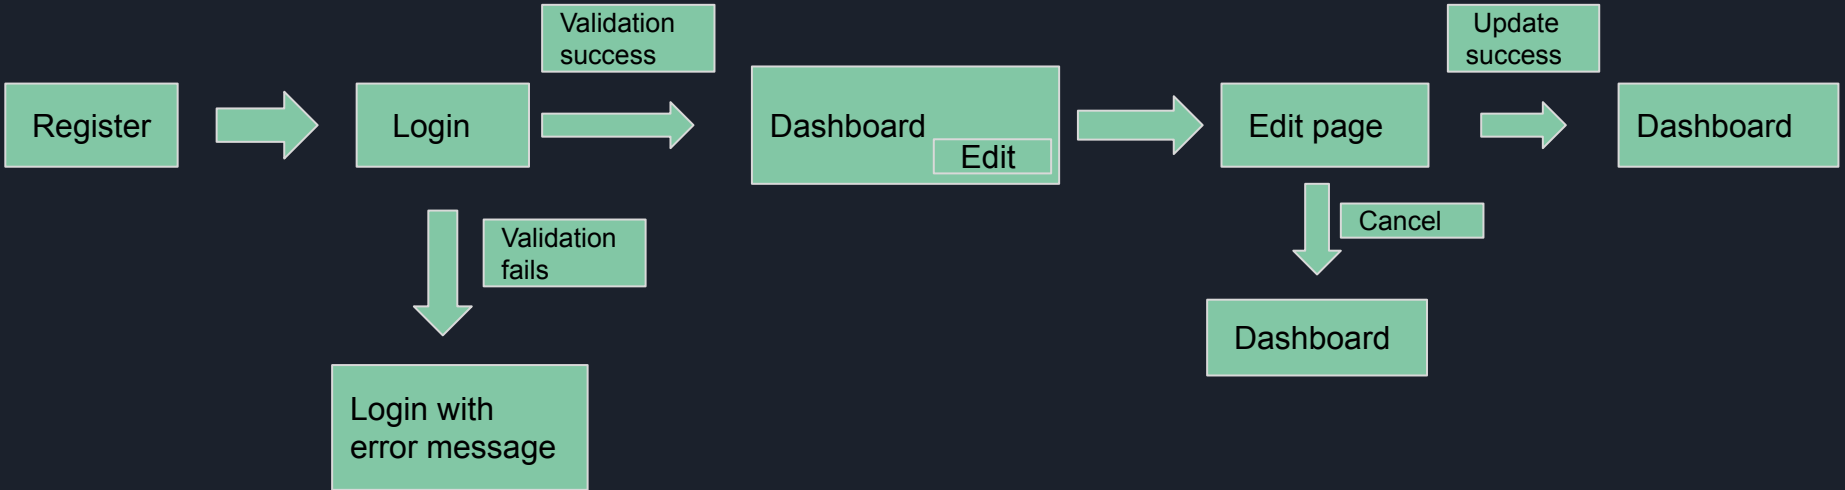 Validation
success
Update
success
Register
Login
Dashboard
Edit
Edit page
Dashboard
Validation
fails
Cancel
Dashboard
Login with
error message